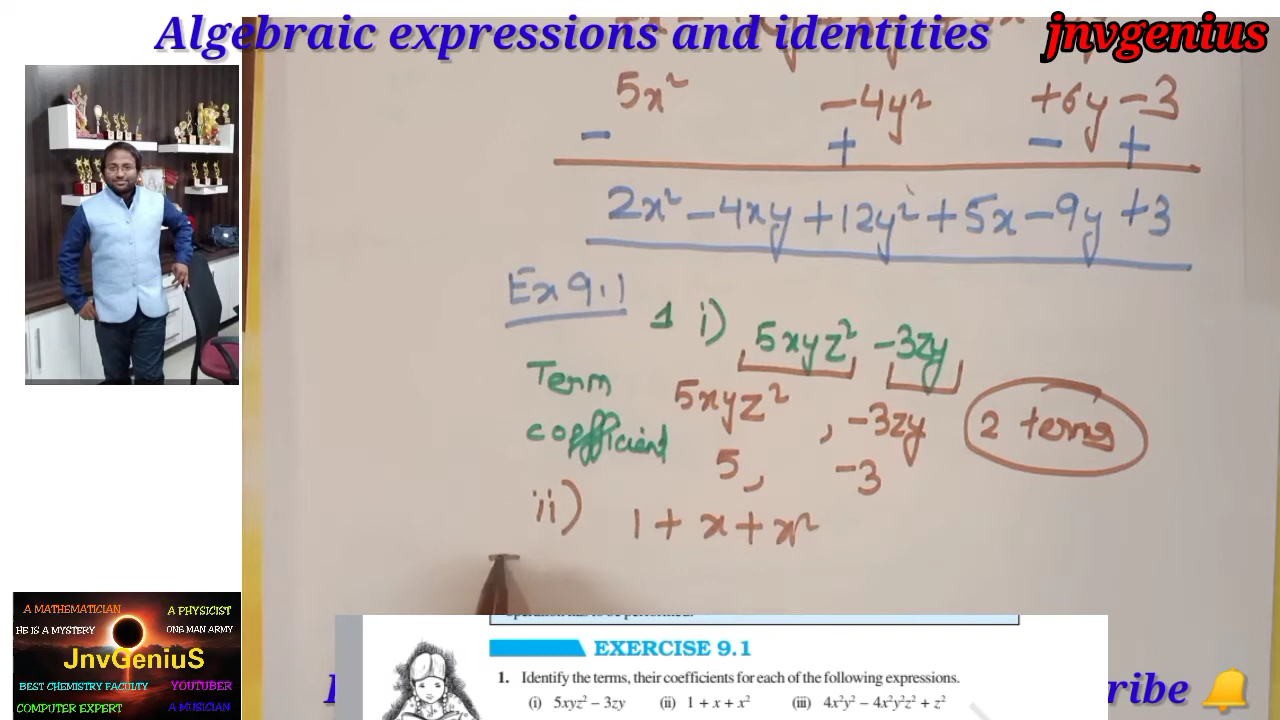 Algebraic expressions and identities jnvgenius
5x² -4y² +6y -3
- + - +
2x² -4xy +12y² +5x -9y +3
Ex 9.1
1 i) 5xyz² -3zy
Term 5xyz² , -3zy 2 terms
coefficient 5, -3
ii) 1 + x + x²
EXERCISE 9.1
1. Identify the terms, their coefficients for each of the following expressions.
(i) 5xyz² – 3zy (ii) 1 + x + x² (iii) 4x²y² – 4x²y²z² + z²
A MATHEMATICIAN A PHYSICIST
HE IS A MYSTERY ONE MAN ARMY
JnvGeniuS
BEST CHEMISTRY FACULTY YOUTUBER
COMPUTER EXPERT A MUSICIAN